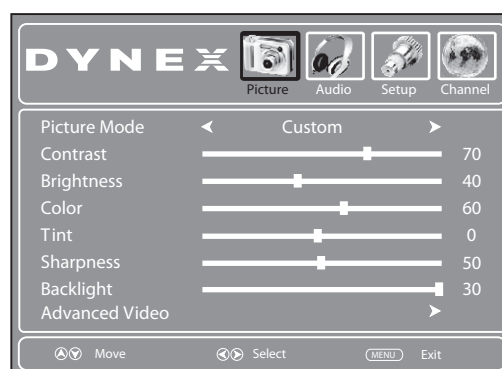 DYNEX
Picture Audio Setup Channel
Picture Mode Custom
Contrast 70
Brightness 40
Color 60
Tint 0
Sharpness 50
Backlight 30
Advanced Video
Move Select MENU Exit